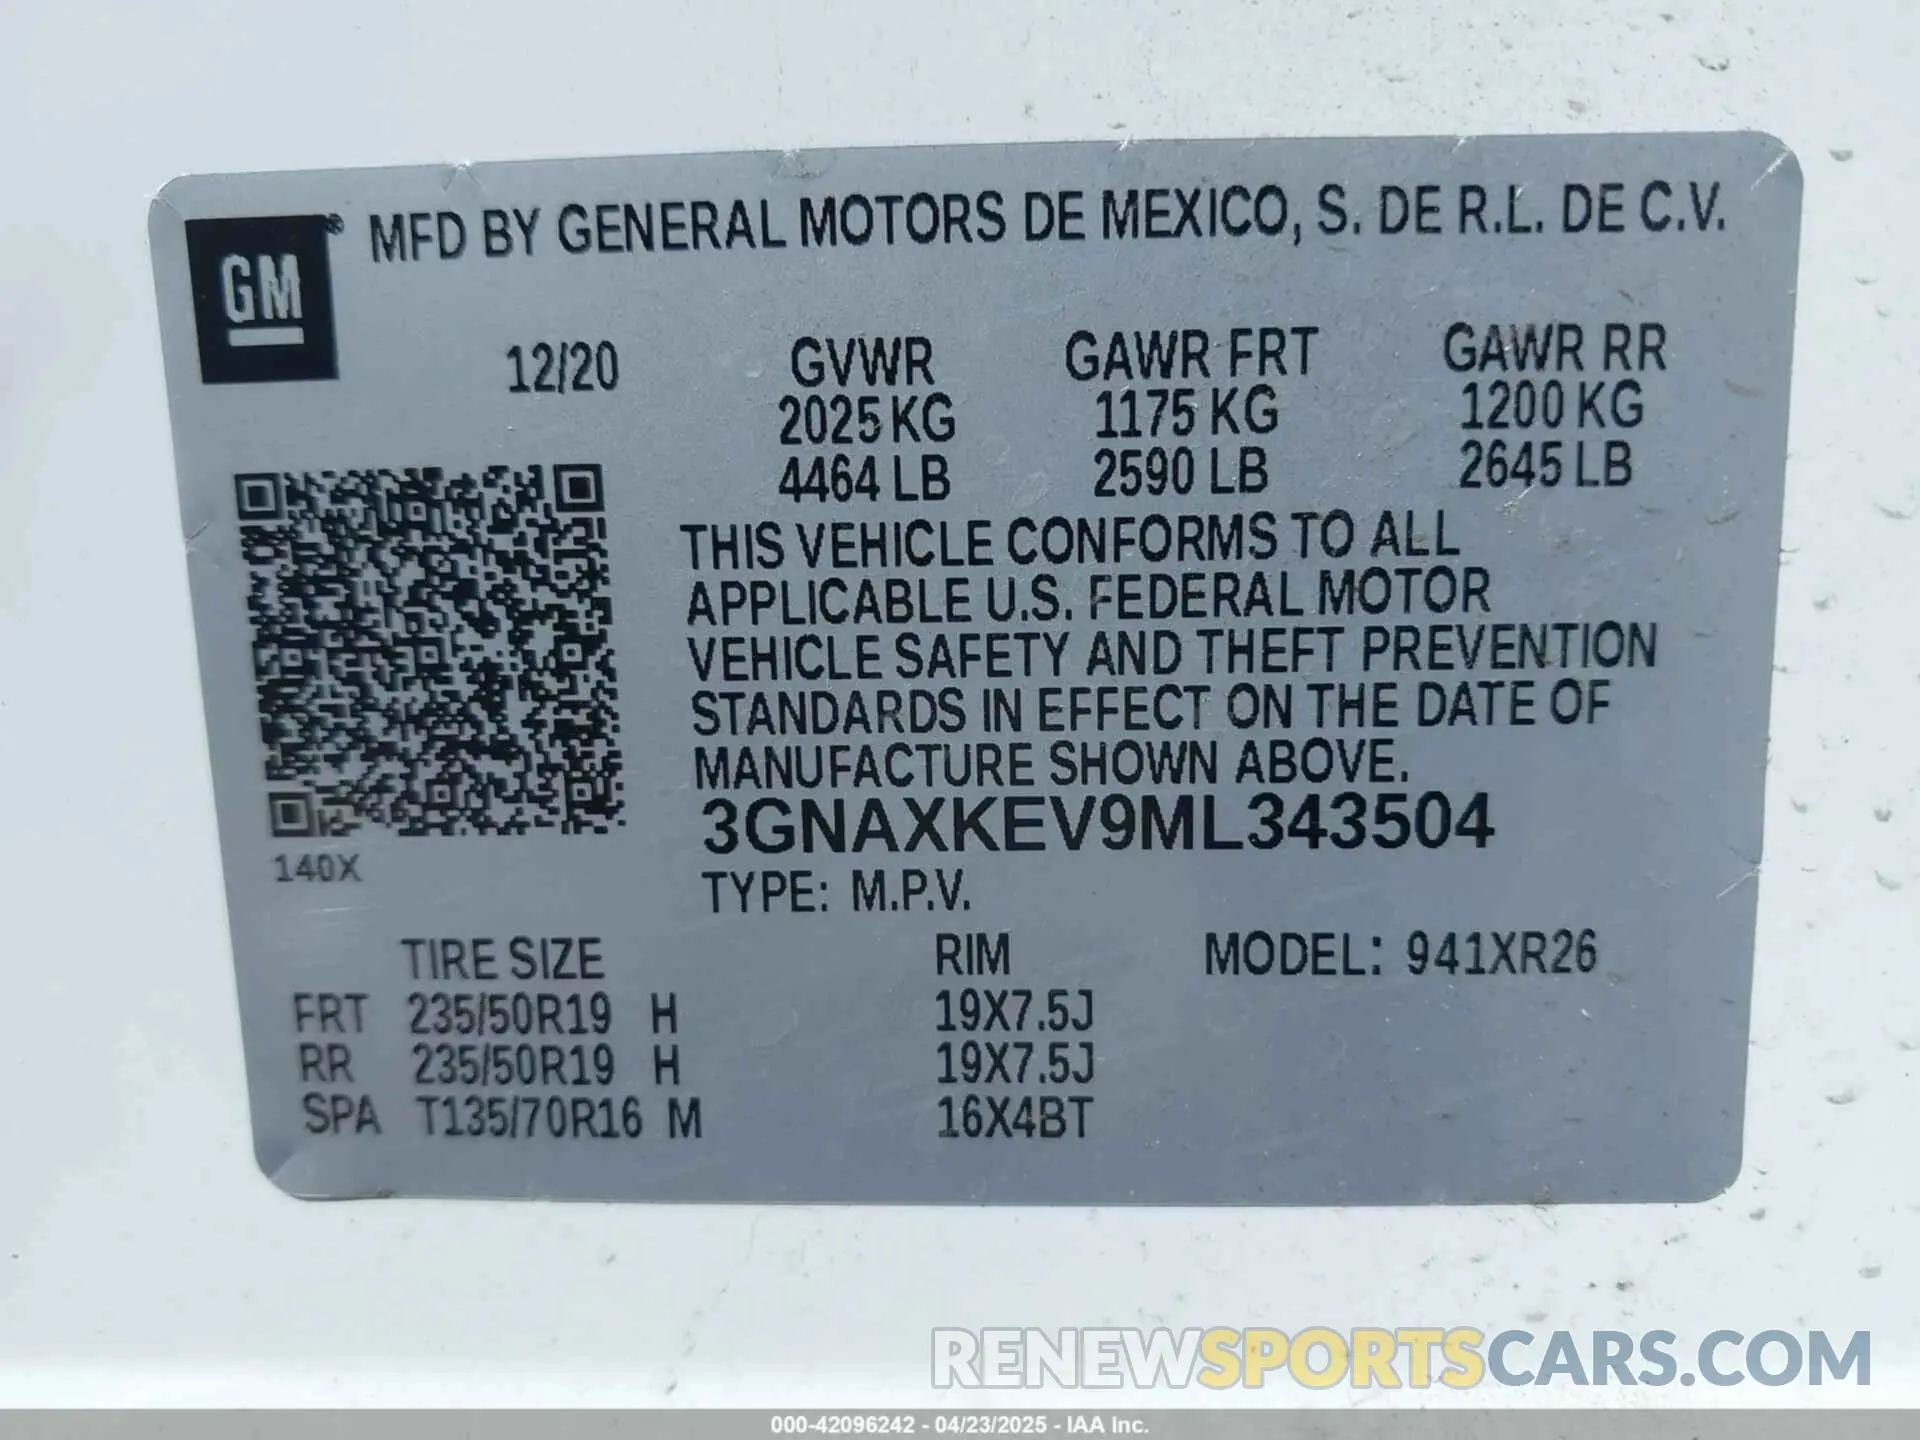 GM ® MFD BY GENERAL MOTORS DE MEXICO, S. DE R.L. DE C.V.
12/20 GVWR GAWR FRT GAWR RR
2025 KG 1175 KG 1200 KG
4464 LB 2590 LB 2645 LB
THIS VEHICLE CONFORMS TO ALL
APPLICABLE U.S. FEDERAL MOTOR
VEHICLE SAFETY AND THEFT PREVENTION
STANDARDS IN EFFECT ON THE DATE OF
MANUFACTURE SHOWN ABOVE.
3GNAXKEV9ML343504
140X
TYPE: M.P.V.
TIRE SIZE RIM MODEL: 941XR26
FRT 235/50R19 H 19X7.5J
RR 235/50R19 H 19X7.5J
SPA T135/70R16 M 16X4BT
RENEWSPORTSCARS.COM
000-42096242 - 04/23/2025 - IAA Inc.